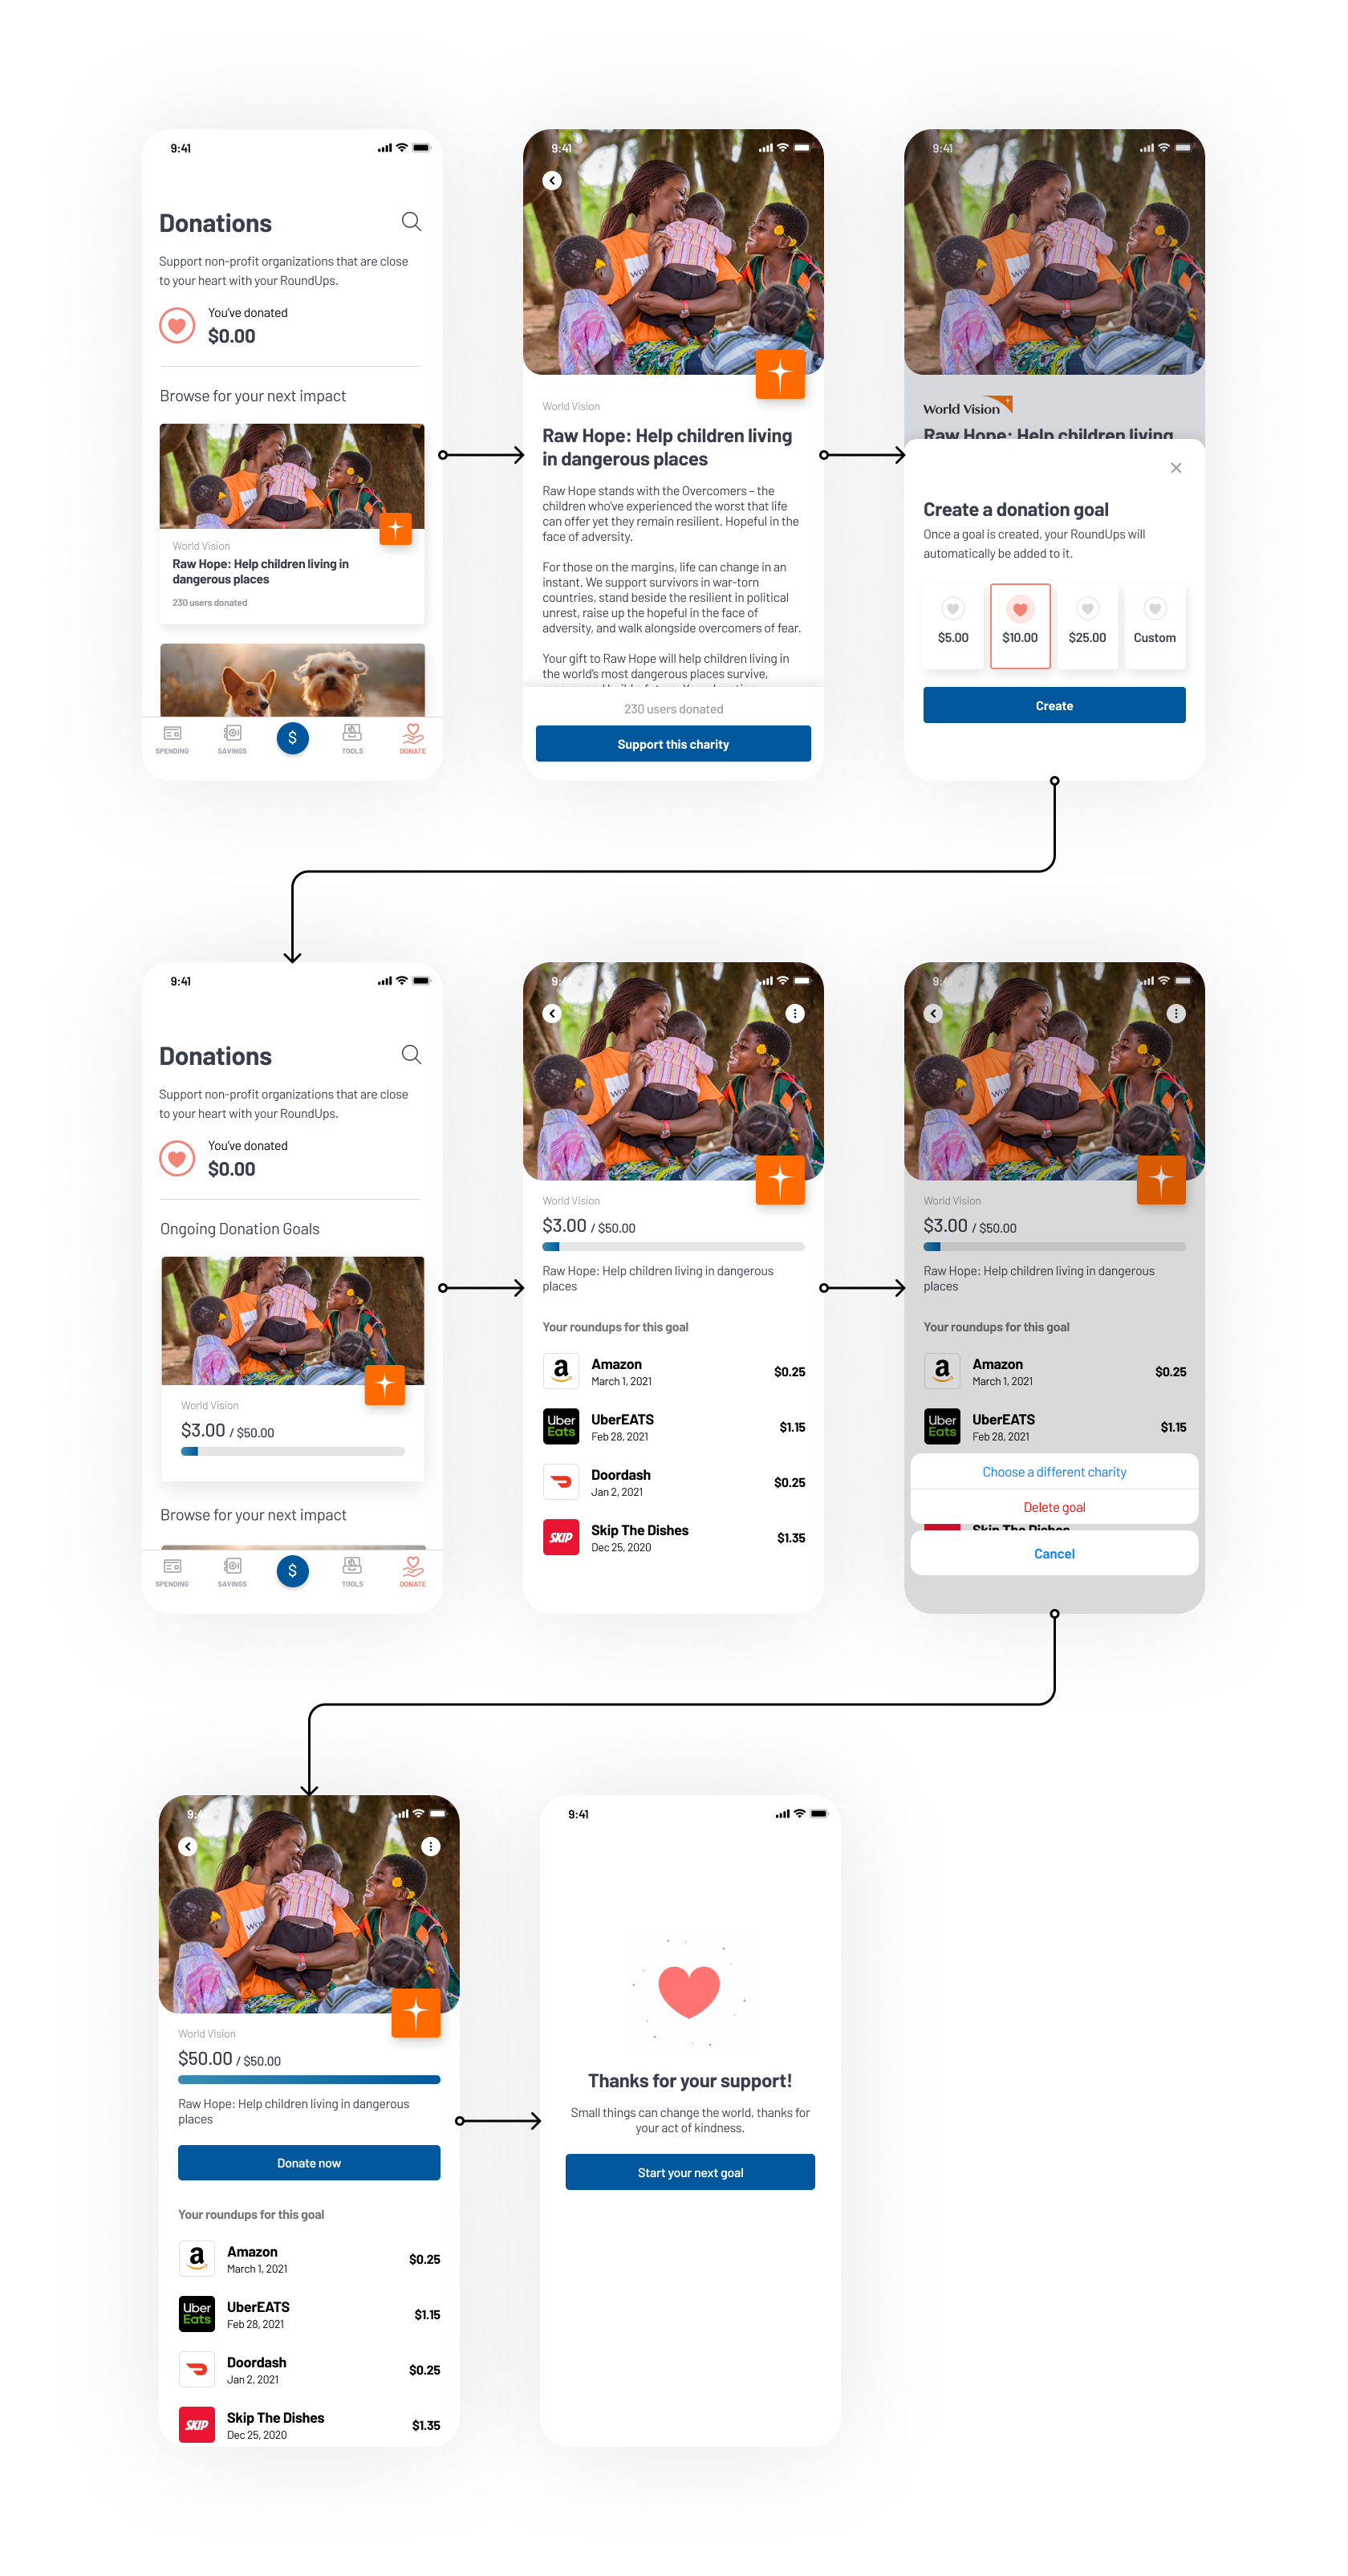 9:41
Donations
Support non-profit organizations that are close
to your heart with your RoundUps.
You've donated
$0.00
Browse for your next impact
World Vision
Raw Hope: Help children living in
dangerous places
230 users donated
SPENDING
SAVINGS
$
TOOLS
DONATE
9:41
World Vision
Raw Hope: Help children living
in dangerous places
Raw Hope stands with the Overcomers – the
children who've experienced the worst that life
can offer yet they remain resilient. Hopeful in the
face of adversity.
For those on the margins, life can change in an
instant. We support survivors in war-torn
countries, stand beside the resilient in political
unrest, raise up the hopeful in the face of
adversity, and walk alongside overcomers of fear.
Your gift to Raw Hope will help children living in
the world's most dangerous places survive,
230 users donated
Support this charity
9:41
World Vision
Raw Hope: Help children living
Create a donation goal
Once a goal is created, your RoundUps will
automatically be added to it.
$5.00
$10.00
$25.00
Custom
Create
9:41
Donations
Support non-profit organizations that are close
to your heart with your RoundUps.
You've donated
$0.00
Ongoing Donation Goals
World Vision
$3.00 / $50.00
Browse for your next impact
SPENDING
SAVINGS
$
TOOLS
DONATE
9:41
World Vision
$3.00 / $50.00
Raw Hope: Help children living in dangerous
places
Your roundups for this goal
a
Amazon
March 1, 2021
$0.25
Uber
Eats
UberEATS
Feb 28, 2021
$1.15
Doordash
Jan 2, 2021
$0.25
SKIP
Skip The Dishes
Dec 25, 2020
$1.35
9:41
World Vision
$3.00 / $50.00
Raw Hope: Help children living in dangerous
places
Your roundups for this goal
a
Amazon
March 1, 2021
$0.25
Uber
Eats
UberEATS
Feb 28, 2021
$1.15
Choose a different charity
Delete goal
Skip The Dishes
Cancel
9:41
World Vision
$50.00 / $50.00
Raw Hope: Help children living in dangerous
places
Donate now
Your roundups for this goal
a
Amazon
March 1, 2021
$0.25
Uber
Eats
UberEATS
Feb 28, 2021
$1.15
Doordash
Jan 2, 2021
$0.25
SKIP
Skip The Dishes
Dec 25, 2020
$1.35
9:41
Thanks for your support!
Small things can change the world, thanks for
your act of kindness.
Start your next goal